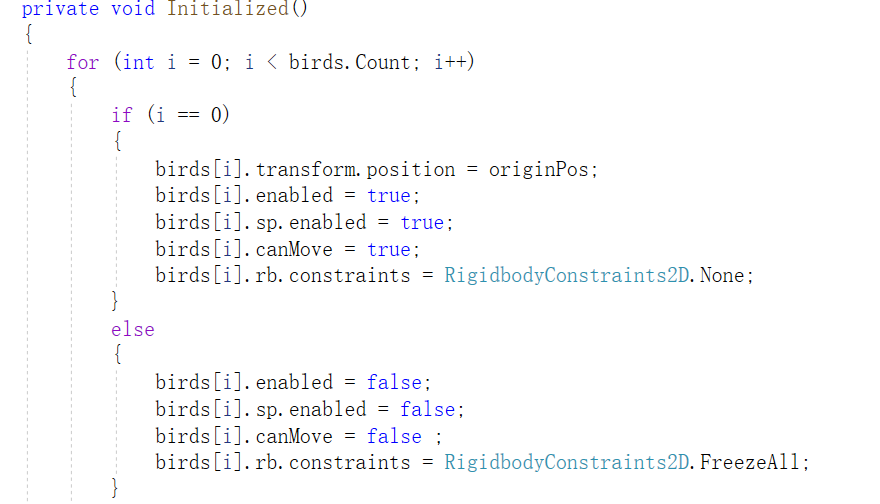 private void Initialized()
{
for (int i = 0; i < birds.Count; i++)
{
if (i == 0)
{
birds[i].transform.position = originPos;
birds[i].enabled = true;
birds[i].sp.enabled = true;
birds[i].canMove = true;
birds[i].rb.constraints = RigidbodyConstraints2D.None;
}
else
{
birds[i].enabled = false;
birds[i].sp.enabled = false;
birds[i].canMove = false ;
birds[i].rb.constraints = RigidbodyConstraints2D.FreezeAll;
}